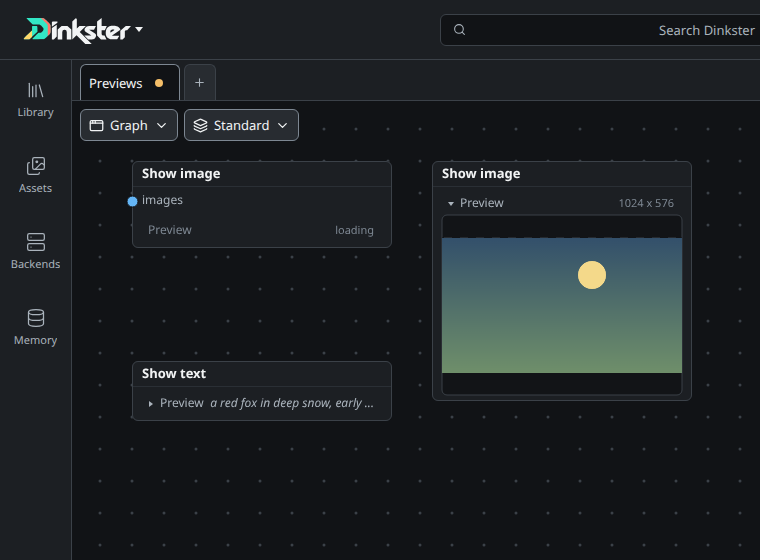 Dinkster
Search Dinkster
Library
Assets
Backends
Memory
Previews
+
Graph
Standard
Show image
images
Preview
loading
Show text
Preview a red fox in deep snow, early ...
Show image
Preview
1024 x 576